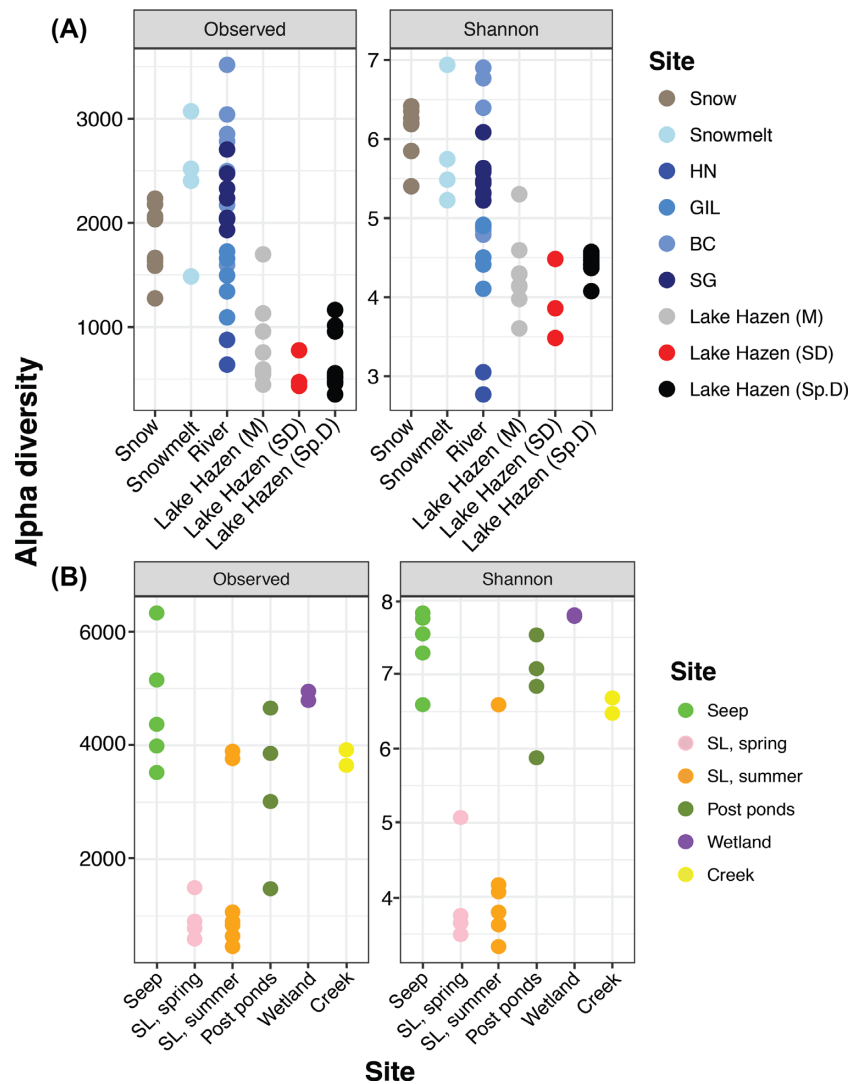 (A)
Observed
Shannon
3000
2000
1000
7
6
5
4
3
Snow
Snowmelt
River
Lake Hazen (M)
Lake Hazen (SD)
Lake Hazen (Sp.D)
Snow
Snowmelt
River
Lake Hazen (M)
Lake Hazen (SD)
Lake Hazen (Sp.D)
Site
Snow
Snowmelt
HN
GIL
BC
SG
Lake Hazen (M)
Lake Hazen (SD)
Lake Hazen (Sp.D)
Alpha diversity
(B)
Observed
Shannon
6000
4000
2000
8
7
6
5
4
Seep
SL, spring
SL, summer
Post ponds
Wetland
Creek
Seep
SL, spring
SL, summer
Post ponds
Wetland
Creek
Site
Seep
SL, spring
SL, summer
Post ponds
Wetland
Creek
Site